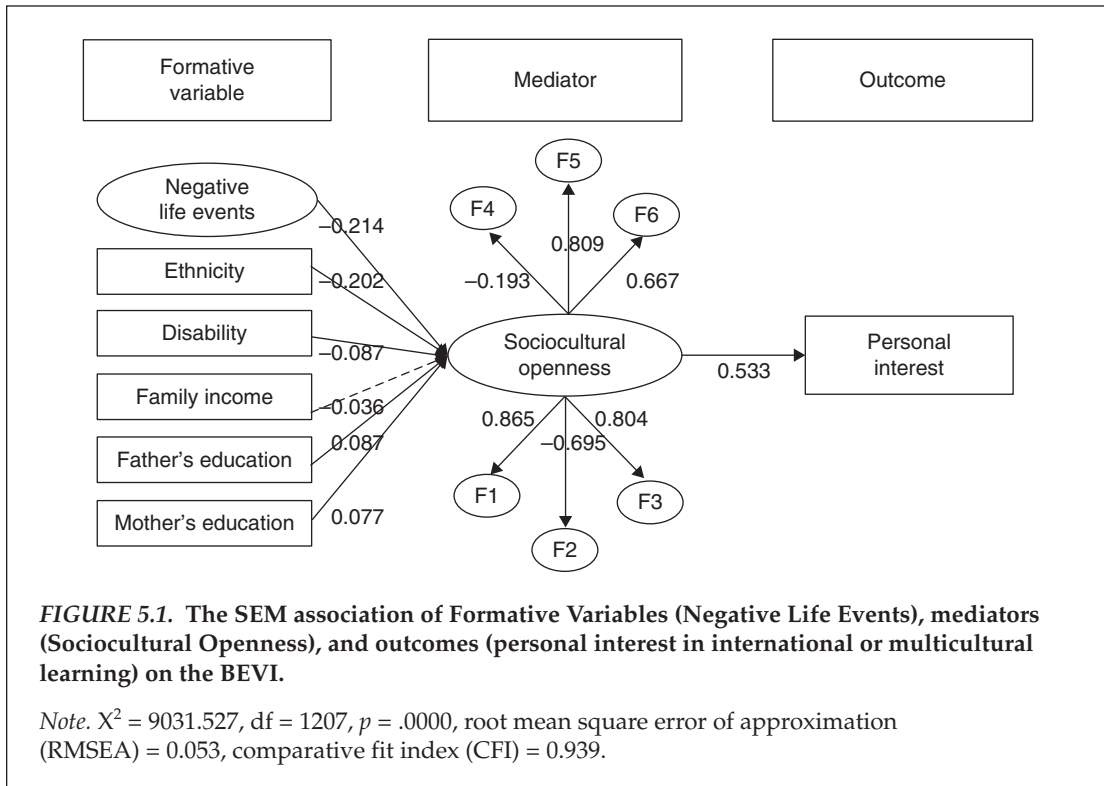 Formative
variable
Mediator
Outcome
Negative
life events
Ethnicity
Disability
Family income
Father's education
Mother's education
−0.214
−0.202
−0.087
−0.036
0.087
0.077
F4
F5
F6
−0.193
0.809
0.667
Sociocultural
openness
0.865
−0.695
0.804
F1
F2
F3
0.533
Personal
interest
FIGURE 5.1. The SEM association of Formative Variables (Negative Life Events), mediators
(Sociocultural Openness), and outcomes (personal interest in international or multicultural
learning) on the BEVI.
Note. X² = 9031.527, df = 1207, p = .0000, root mean square error of approximation
(RMSEA) = 0.053, comparative fit index (CFI) = 0.939.